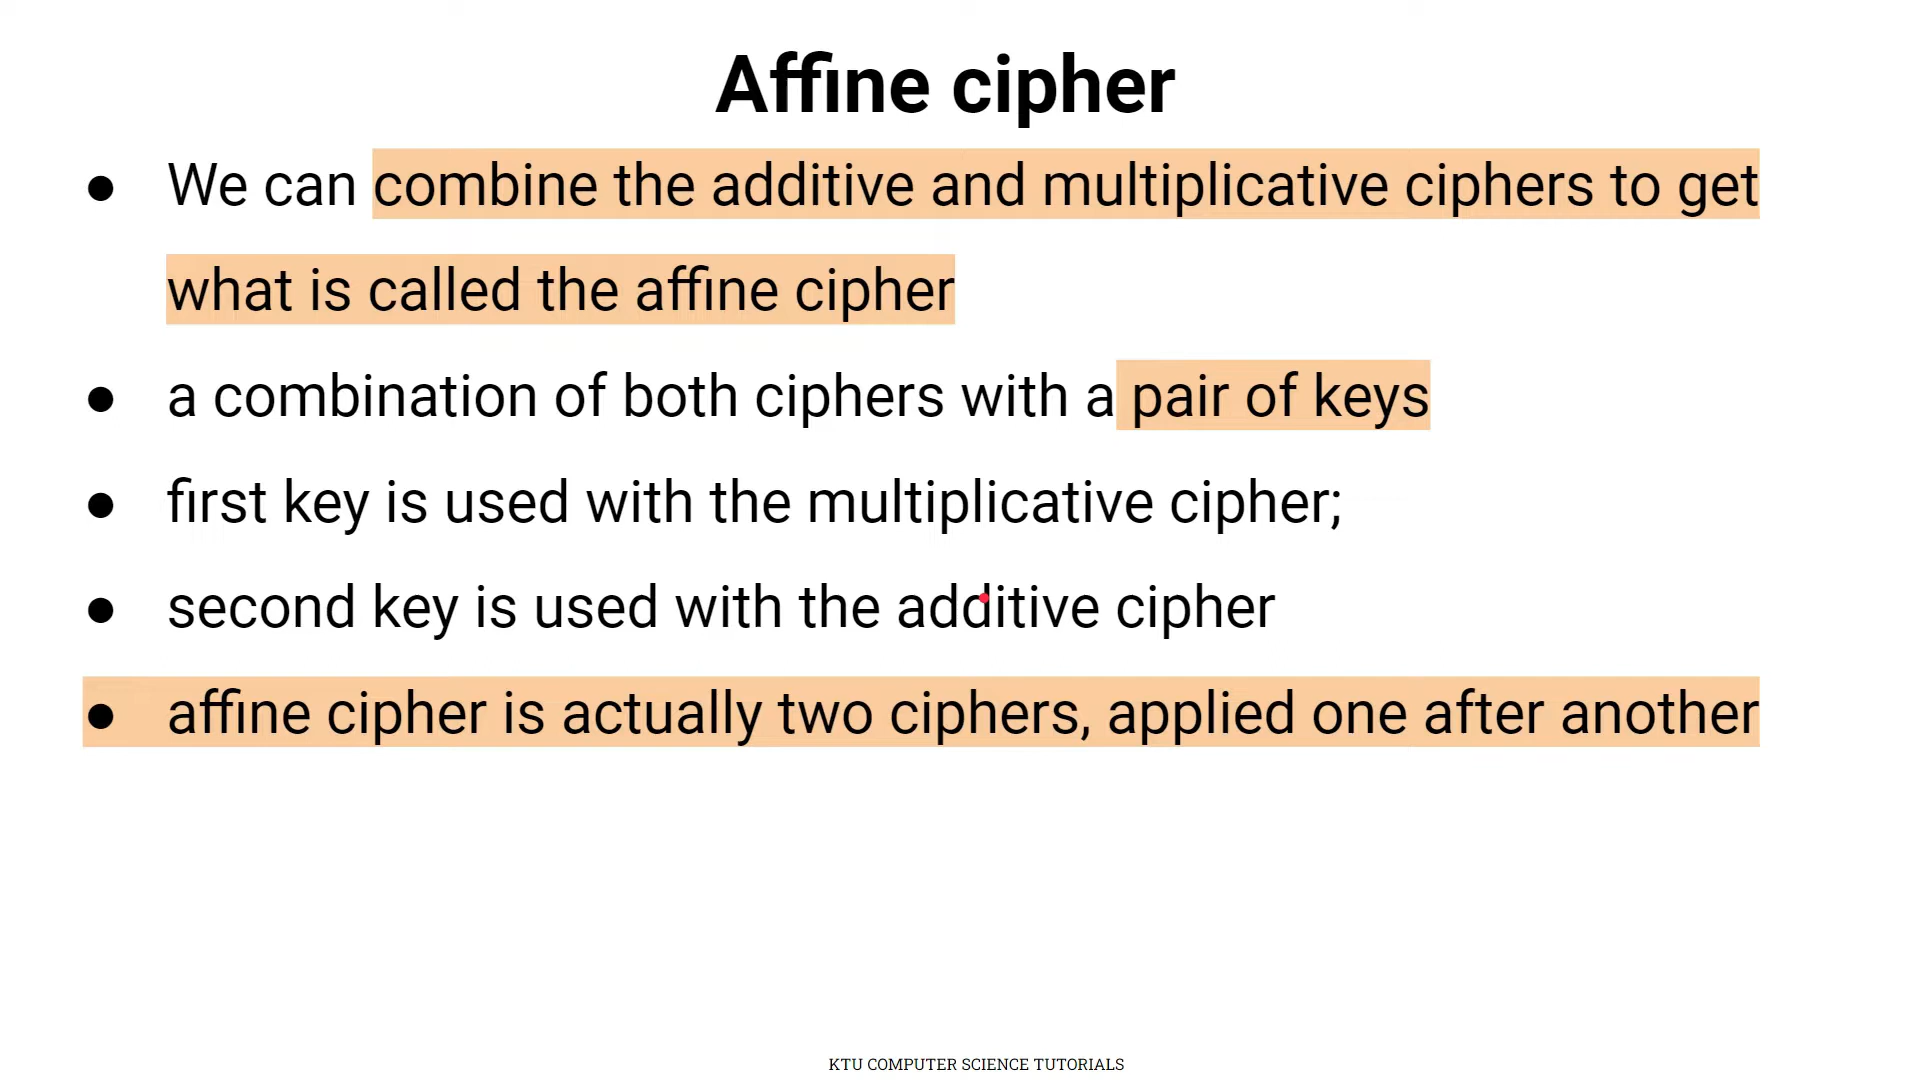 Affine cipher
● We can combine the additive and multiplicative ciphers to get
what is called the affine cipher
● a combination of both ciphers with a pair of keys
● first key is used with the multiplicative cipher;
● second key is used with the additive cipher
● affine cipher is actually two ciphers, applied one after another
KTU COMPUTER SCIENCE TUTORIALS